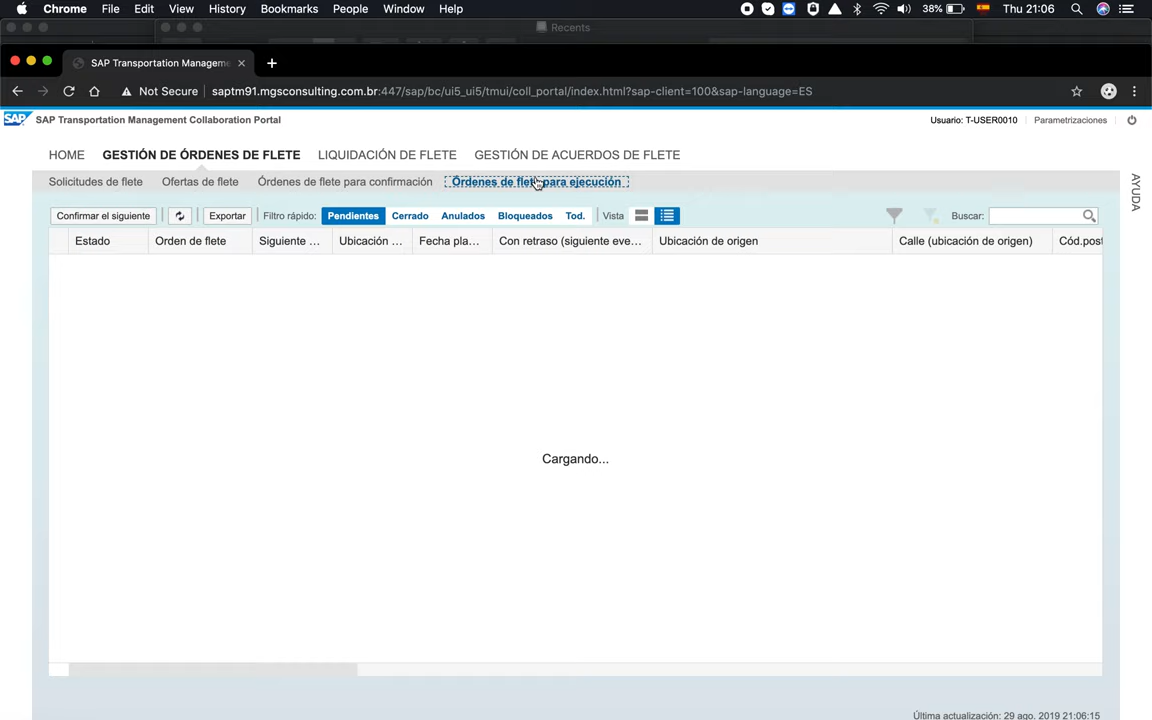 Chrome File Edit View History Bookmarks People Window Help 38% Thu 21:06
Recents
SAP Transportation Manageme
Not Secure saptm91.mgsconsulting.com.br:447/sap/bc/ui5_ui5/tmui/coll_portal/index.html?sap-client=100&sap-language=ES
SAP SAP Transportation Management Collaboration Portal Usuario: T-USER0010 Parametrizaciones
HOME GESTIÓN DE ÓRDENES DE FLETE LIQUIDACIÓN DE FLETE GESTIÓN DE ACUERDOS DE FLETE
Solicitudes de flete Ofertas de flete Órdenes de flete para confirmación Órdenes de flete para ejecución
AYUDA
Confirmar el siguiente Exportar Filtro rápido: Pendientes Cerrado Anulados Bloqueados Tod. Vista Buscar:
Estado Orden de flete Siguiente ... Ubicación ... Fecha pla... Con retraso (siguiente eve... Ubicación de origen Calle (ubicación de origen) Cód.post
Cargando...
Última actualización: 29 ago. 2019 21:06:15